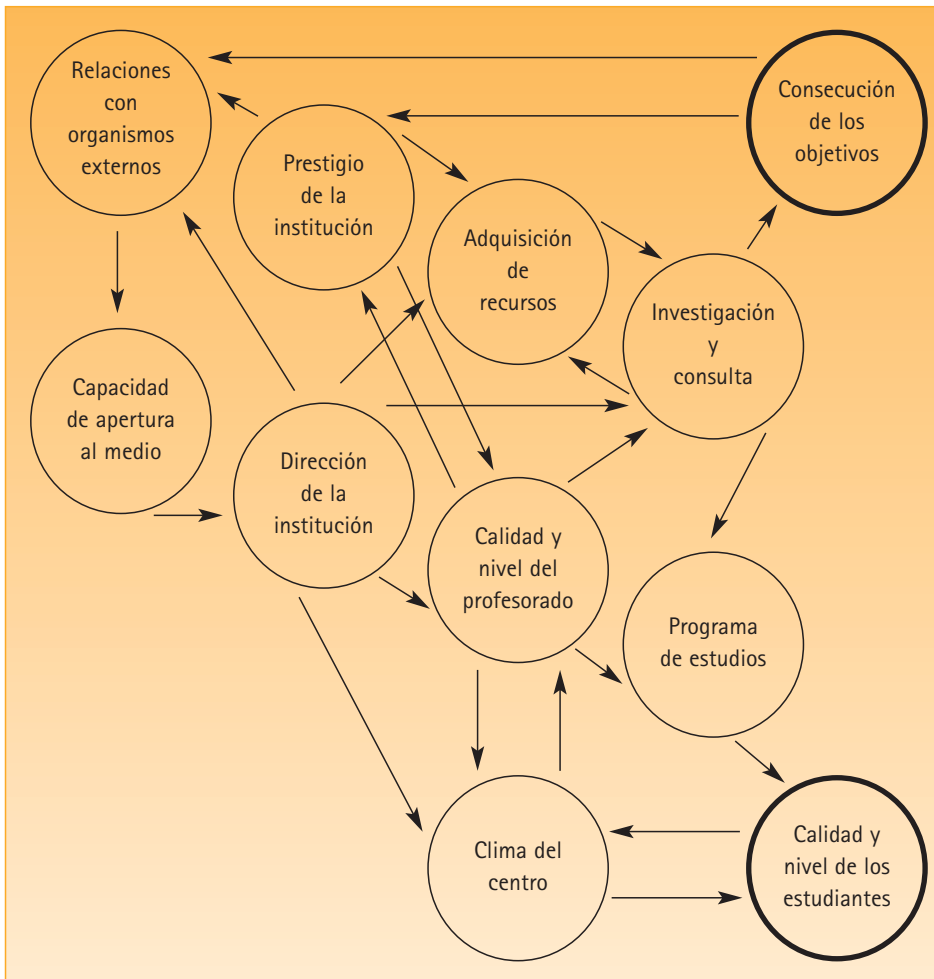 Relaciones
con
organismos
externos
Consecución
de los
objetivos
Prestigio
de la
institución
Adquisición
de
recursos
Investigación
y
consulta
Capacidad
de apertura
al medio
Dirección
de la
institución
Calidad y
nivel del
profesorado
Programa
de estudios
Clima del
centro
Calidad y
nivel de los
estudiantes